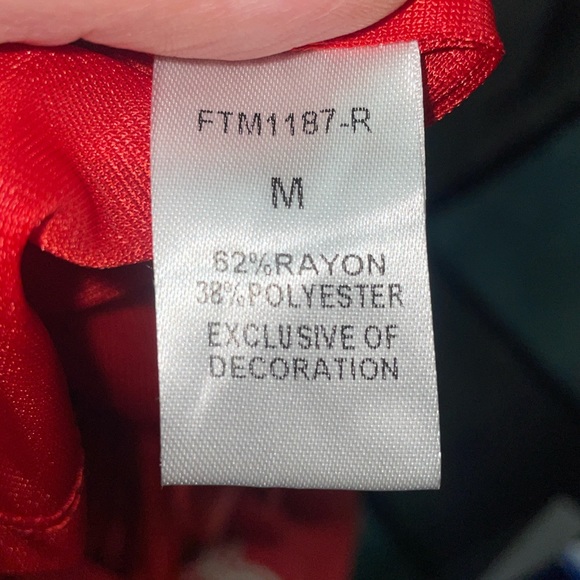 FTM1187-R
M
62%RAYON
38%POLYESTER
EXCLUSIVE OF
DECORATION